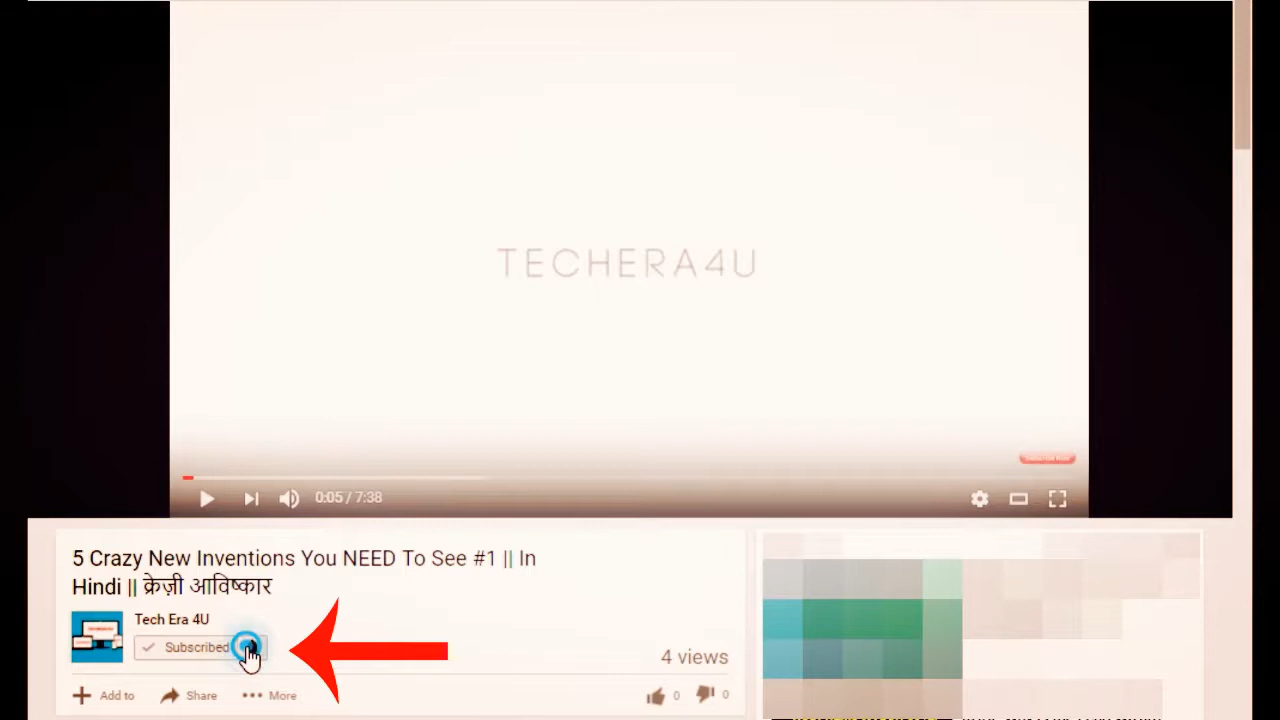 TECHERA4U
0:05 / 7:38
5 Crazy New Inventions You NEED To See #1 || In
Hindi || क्रेज़ी आविष्कार
Tech Era 4U
Subscribed
4 views
Add to
Share
More
0
0